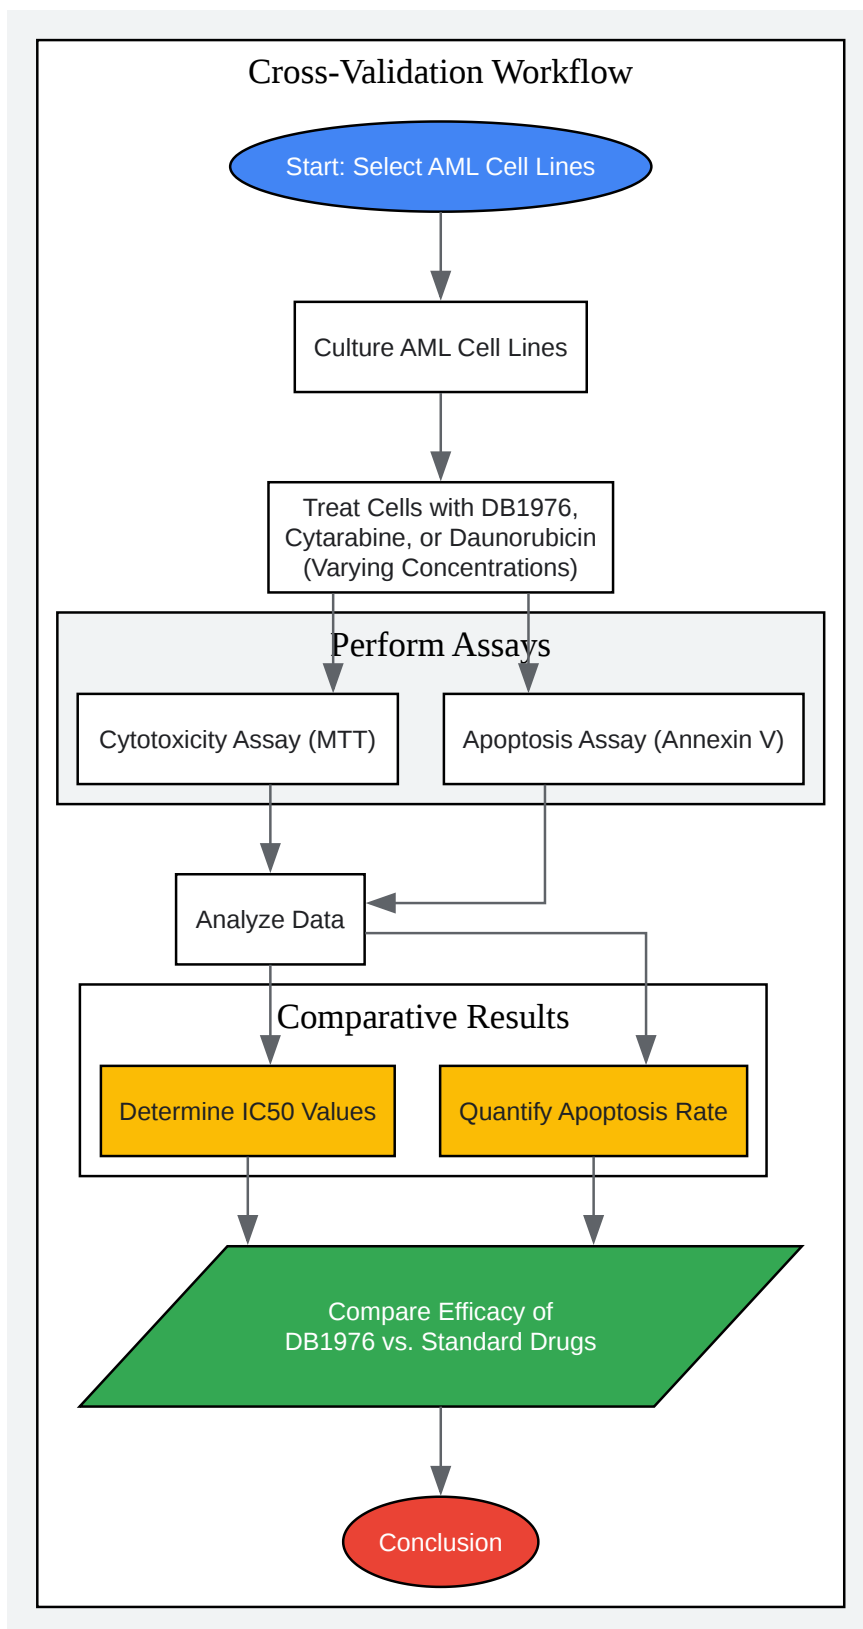 Cross-Validation Workflow
Start: Select AML Cell Lines
Culture AML Cell Lines
Treat Cells with DB1976,
Cytarabine, or Daunorubicin
(Varying Concentrations)
Perform Assays
Cytotoxicity Assay (MTT)
Apoptosis Assay (Annexin V)
Analyze Data
Comparative Results
Determine IC50 Values
Quantify Apoptosis Rate
Compare Efficacy of
DB1976 vs. Standard Drugs
Conclusion